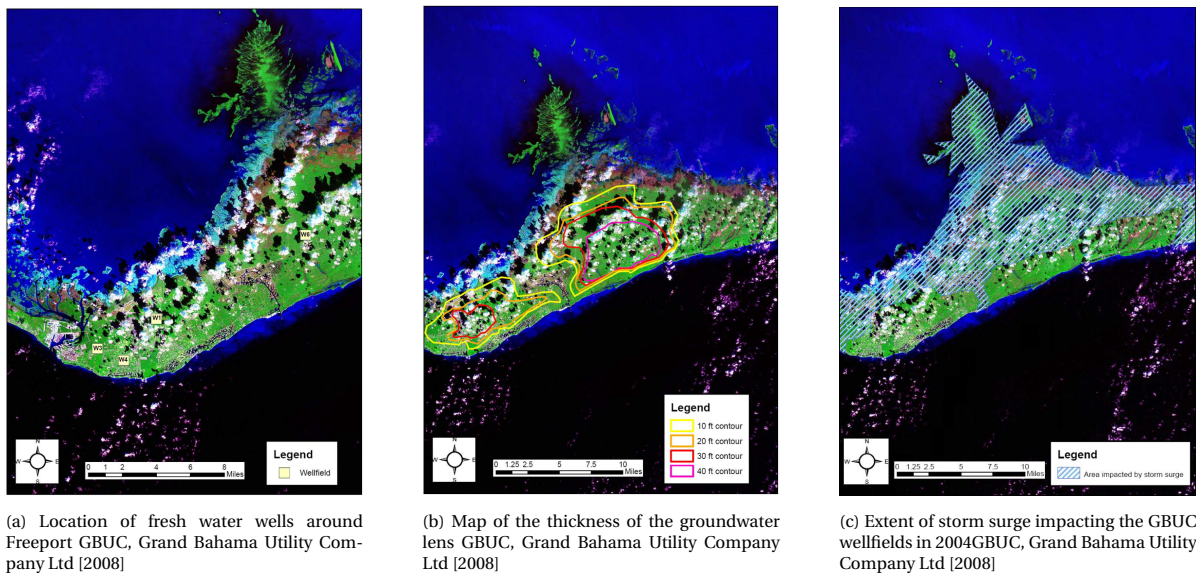 W6
W1
W3
W4
N
W
E
S
0 1 2 4 6 8
Miles
Legend
Wellfield
Legend
10 ft contour
20 ft contour
30 ft contour
40 ft contour
N
W
E
S
0 1.25 2.5 5 7.5 10
Miles
N
W
E
S
0 1.25 2.5 5 7.5 10
Miles
Legend
Area impacted by storm surge
(a) Location of fresh water wells around
Freeport GBUC, Grand Bahama Utility Com-
pany Ltd [2008]
(b) Map of the thickness of the groundwater
lens GBUC, Grand Bahama Utility Company
Ltd [2008]
(c) Extent of storm surge impacting the GBUC
wellfields in 2004GBUC, Grand Bahama Utility
Company Ltd [2008]